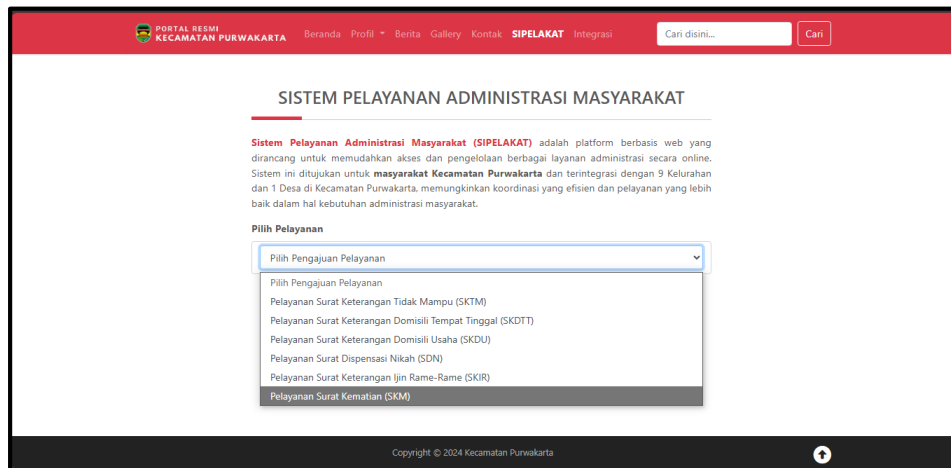 PORTAL RESMI
KECAMATAN PURWAKARTA
Beranda Profil Berita Gallery Kontak SIPELAKAT Integrasi
Cari disini... Cari
SISTEM PELAYANAN ADMINISTRASI MASYARAKAT
Sistem Pelayanan Administrasi Masyarakat (SIPELAKAT) adalah platform berbasis web yang
dirancang untuk memudahkan akses dan pengelolaan berbagai layanan administrasi secara online.
Sistem ini ditujukan untuk masyarakat Kecamatan Purwakarta dan terintegrasi dengan 9 Kelurahan
dan 1 Desa di Kecamatan Purwakarta, memungkinkan koordinasi yang efisien dan pelayanan yang lebih
baik dalam hal kebutuhan administrasi masyarakat.
Pilih Pelayanan
Pilih Pengajuan Pelayanan
Pilih Pengajuan Pelayanan
Pelayanan Surat Keterangan Tidak Mampu (SKTM)
Pelayanan Surat Keterangan Domisili Tempat Tinggal (SKDTT)
Pelayanan Surat Keterangan Domisili Usaha (SKDU)
Pelayanan Surat Dispensasi Nikah (SDN)
Pelayanan Surat Keterangan Ijin Rame-Rame (SKIR)
Pelayanan Surat Kematian (SKM)
Copyright © 2024 Kecamatan Purwakarta